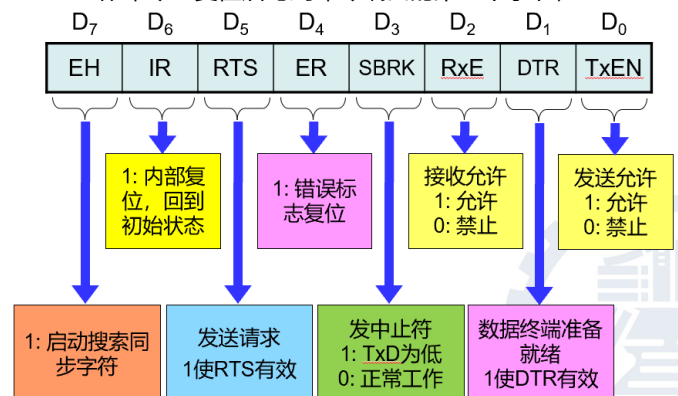 D7 D6 D5 D4 D3 D2 D1 D0
EH IR RTS ER SBRK RxE DTR TxEN
1: 内部复
位，回到
初始状态
1: 错误标
志复位
接收允许
1: 允许
0: 禁止
发送允许
1: 允许
0: 禁止
1: 启动搜索同
步字符
发送请求
1使RTS有效
发中止符
1: TxD为低
0: 正常工作
数据终端准备
就绪
1使DTR有效